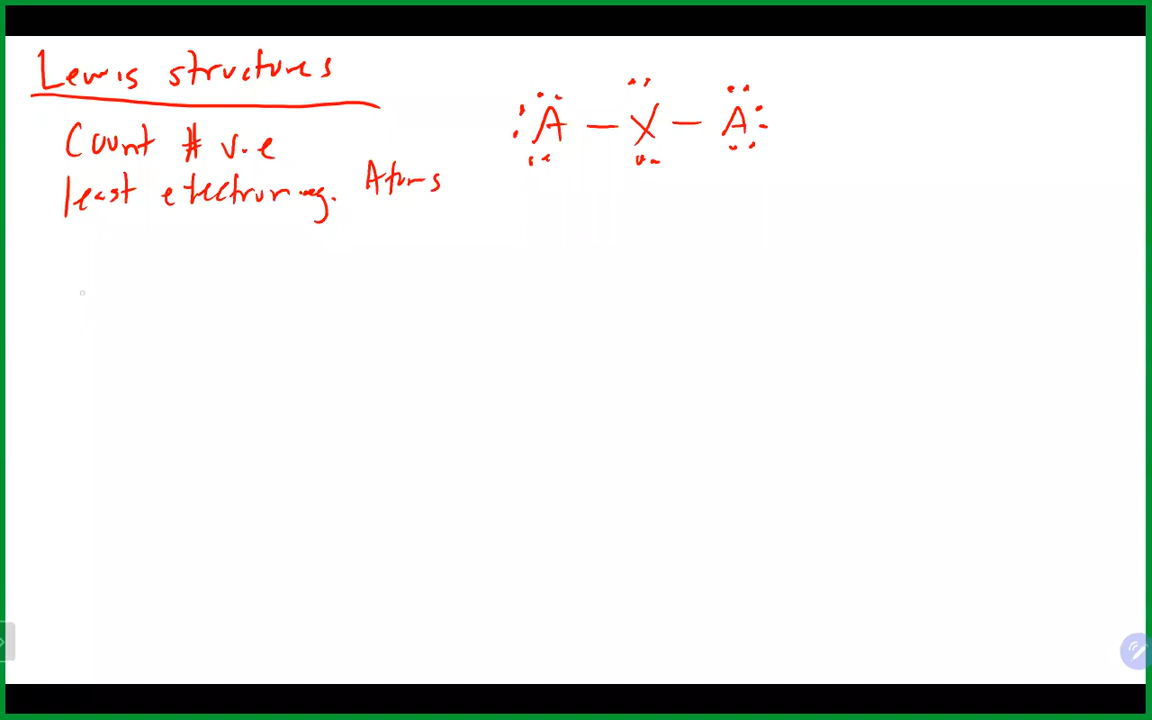 Lewis structures
Count # v.e
least electroneg. Atoms
A — X — A